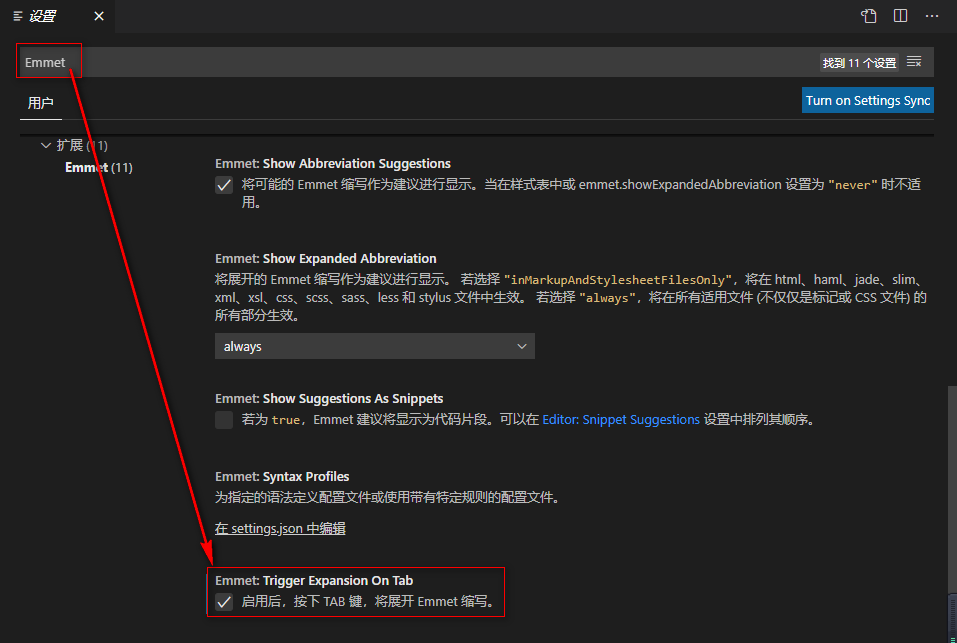 设置
Emmet
找到 11 个设置
用户
Turn on Settings Sync
扩展 (11)
Emmet (11)
Emmet: Show Abbreviation Suggestions
将可能的 Emmet 缩写作为建议进行显示。当在样式表中或 emmet.showExpandedAbbreviation 设置为 "never" 时不适
用。
Emmet: Show Expanded Abbreviation
将展开的 Emmet 缩写作为建议进行显示。 若选择 "inMarkupAndStylesheetFilesOnly"，将在 html、haml、jade、slim、
xml、xsl、css、scss、sass、less 和 stylus 文件中生效。 若选择 "always"，将在所有适用文件 (不仅仅是标记或 CSS 文件) 的
所有部分生效。
always
Emmet: Show Suggestions As Snippets
若为 true，Emmet 建议将显示为代码片段。可以在 Editor: Snippet Suggestions 设置中排列其顺序。
Emmet: Syntax Profiles
为指定的语法定义配置文件或使用带有特定规则的配置文件。
在 settings.json 中编辑
Emmet: Trigger Expansion On Tab
启用后，按下 TAB 键，将展开 Emmet 缩写。